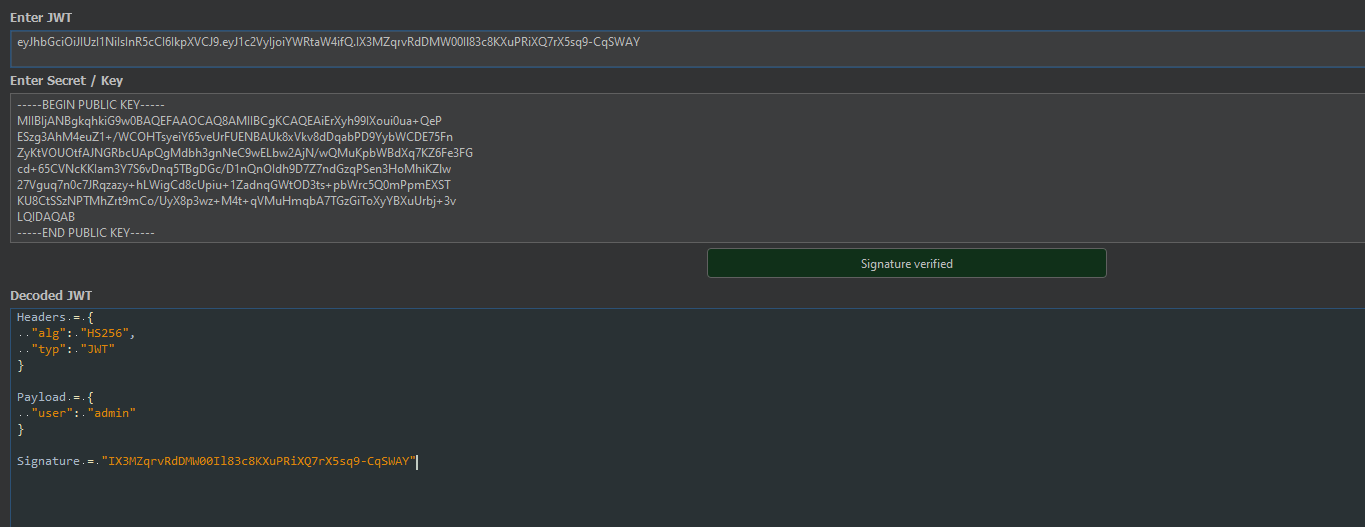 Enter JWT
eyJhbGciOiJIUzI1NiIsInR5cCI6IkpXVCJ9.eyJ1c2VyIjoiYWRtaW4ifQ.IX3MZqrvRdDMW00Il83c8KXuPRiXQ7rX5sq9-CqSWAY
Enter Secret / Key
-----BEGIN PUBLIC KEY-----
MIIBIjANBgkqhkiG9w0BAQEFAAOCAQ8AMIIBCgKCAQEAiErXyh99lXoui0ua+QeP
ESzg3AhM4euZ1+/WCOHTsyeiY65veUrFUENBAUk8xVkv8dDqabPD9YybWCDE75Fn
ZyKtVOUOtfAJNGRbcUApQgMdbh3gnNeC9wELbw2AjN/wQMuKpbWBdXq7KZ6Fe3FG
cd+65CVNcKKlam3Y7S6vDnq5TBgDGc/D1nQnOldh9D7Z7ndGzqPSen3HoMhiKZIw
27Vguq7n0c7JRqzazy+hLWigCd8cUpiu+1ZadnqGWtOD3ts+pbWrc5Q0mPpmEXST
KU8CtSSzNPTMhZrt9mCo/UyX8p3wz+M4t+qVMuHmqbA7TGzGiToXyYBXuUrbj+3v
LQIDAQAB
-----END PUBLIC KEY-----
Signature verified
Decoded JWT
Headers = {
"alg": "HS256",
"typ": "JWT"
}
Payload = {
"user": "admin"
}
Signature = "IX3MZqrvRdDMW00Il83c8KXuPRiXQ7rX5sq9-CqSWAY"